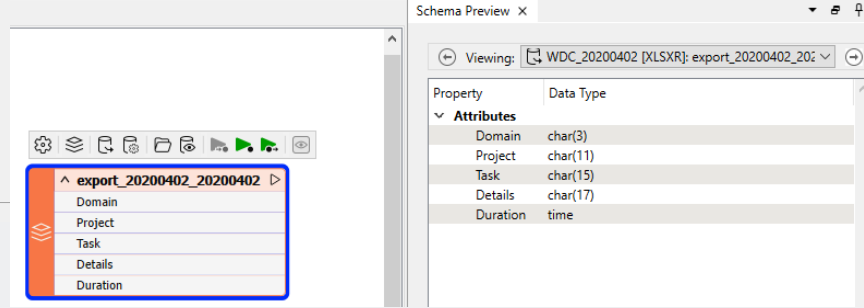 Schema Preview
Viewing: WDC_20200402 [XLSXR]: export_20200402_202
Property Data Type
Attributes
Domain char(3)
Project char(11)
Task char(15)
Details char(17)
Duration time
export_20200402_20200402
Domain
Project
Task
Details
Duration